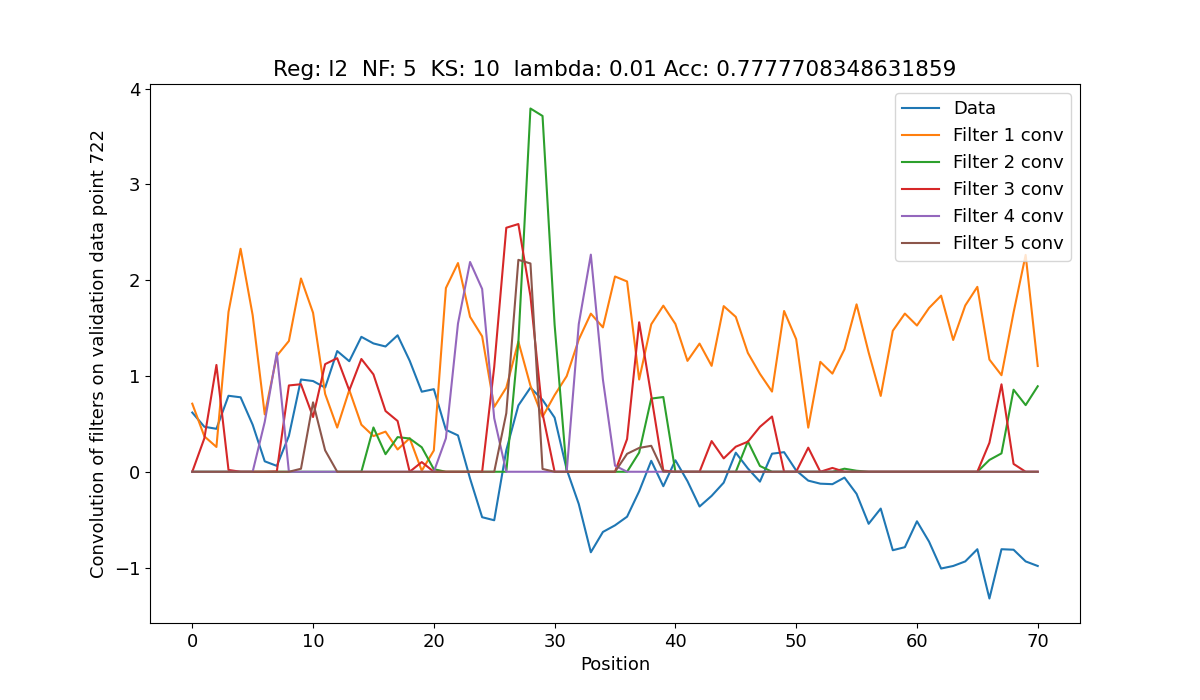 Reg: l2 NF: 5 KS: 10 lambda: 0.01 Acc: 0.7777708348631859
Convolution of filters on validation data point 722
4
3
2
1
0
−1
Data
Filter 1 conv
Filter 2 conv
Filter 3 conv
Filter 4 conv
Filter 5 conv
0 10 20 30 40 50 60 70
Position